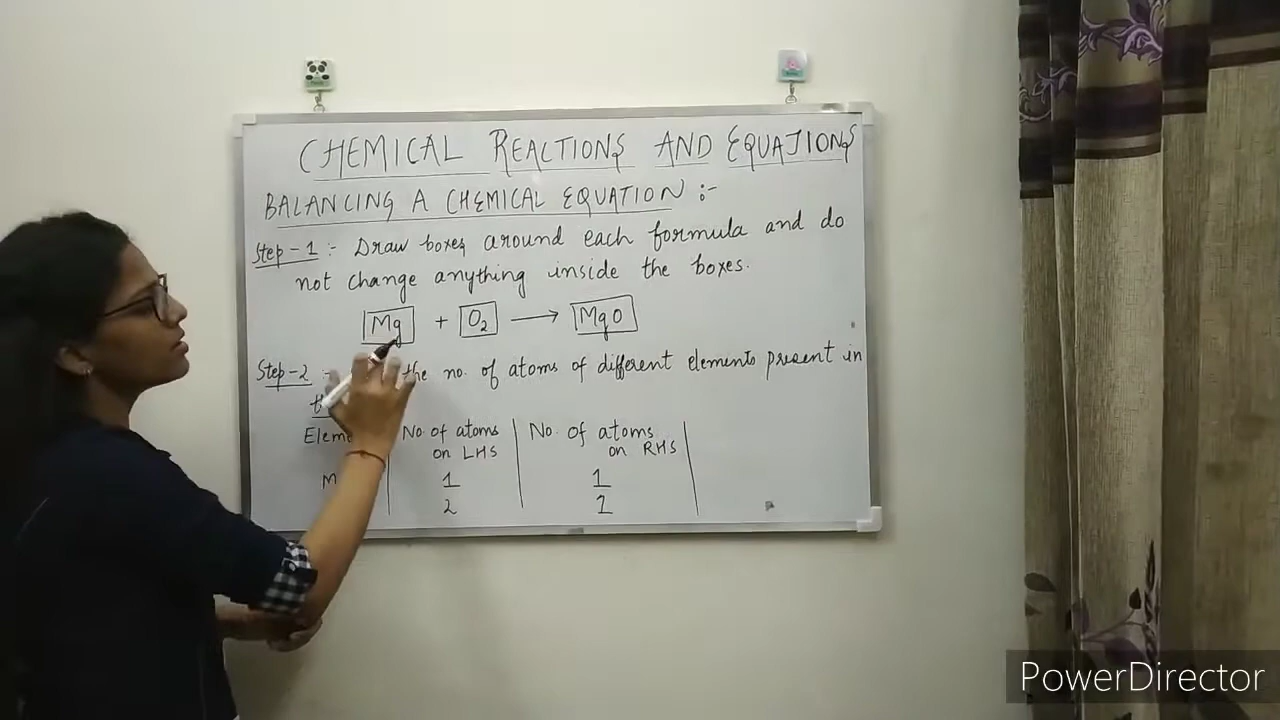 CHEMICAL REACTIONS AND EQUATIONS
BALANCING A CHEMICAL EQUATION :-
Step-1 :- Draw boxes around each formula and do
not change anything inside the boxes.
Mg + O₂ → MgO
Step-2 :- the no. of atoms of different elements present in
No. of atoms on LHS No. of atoms on RHS
1 1
2 1
PowerDirector